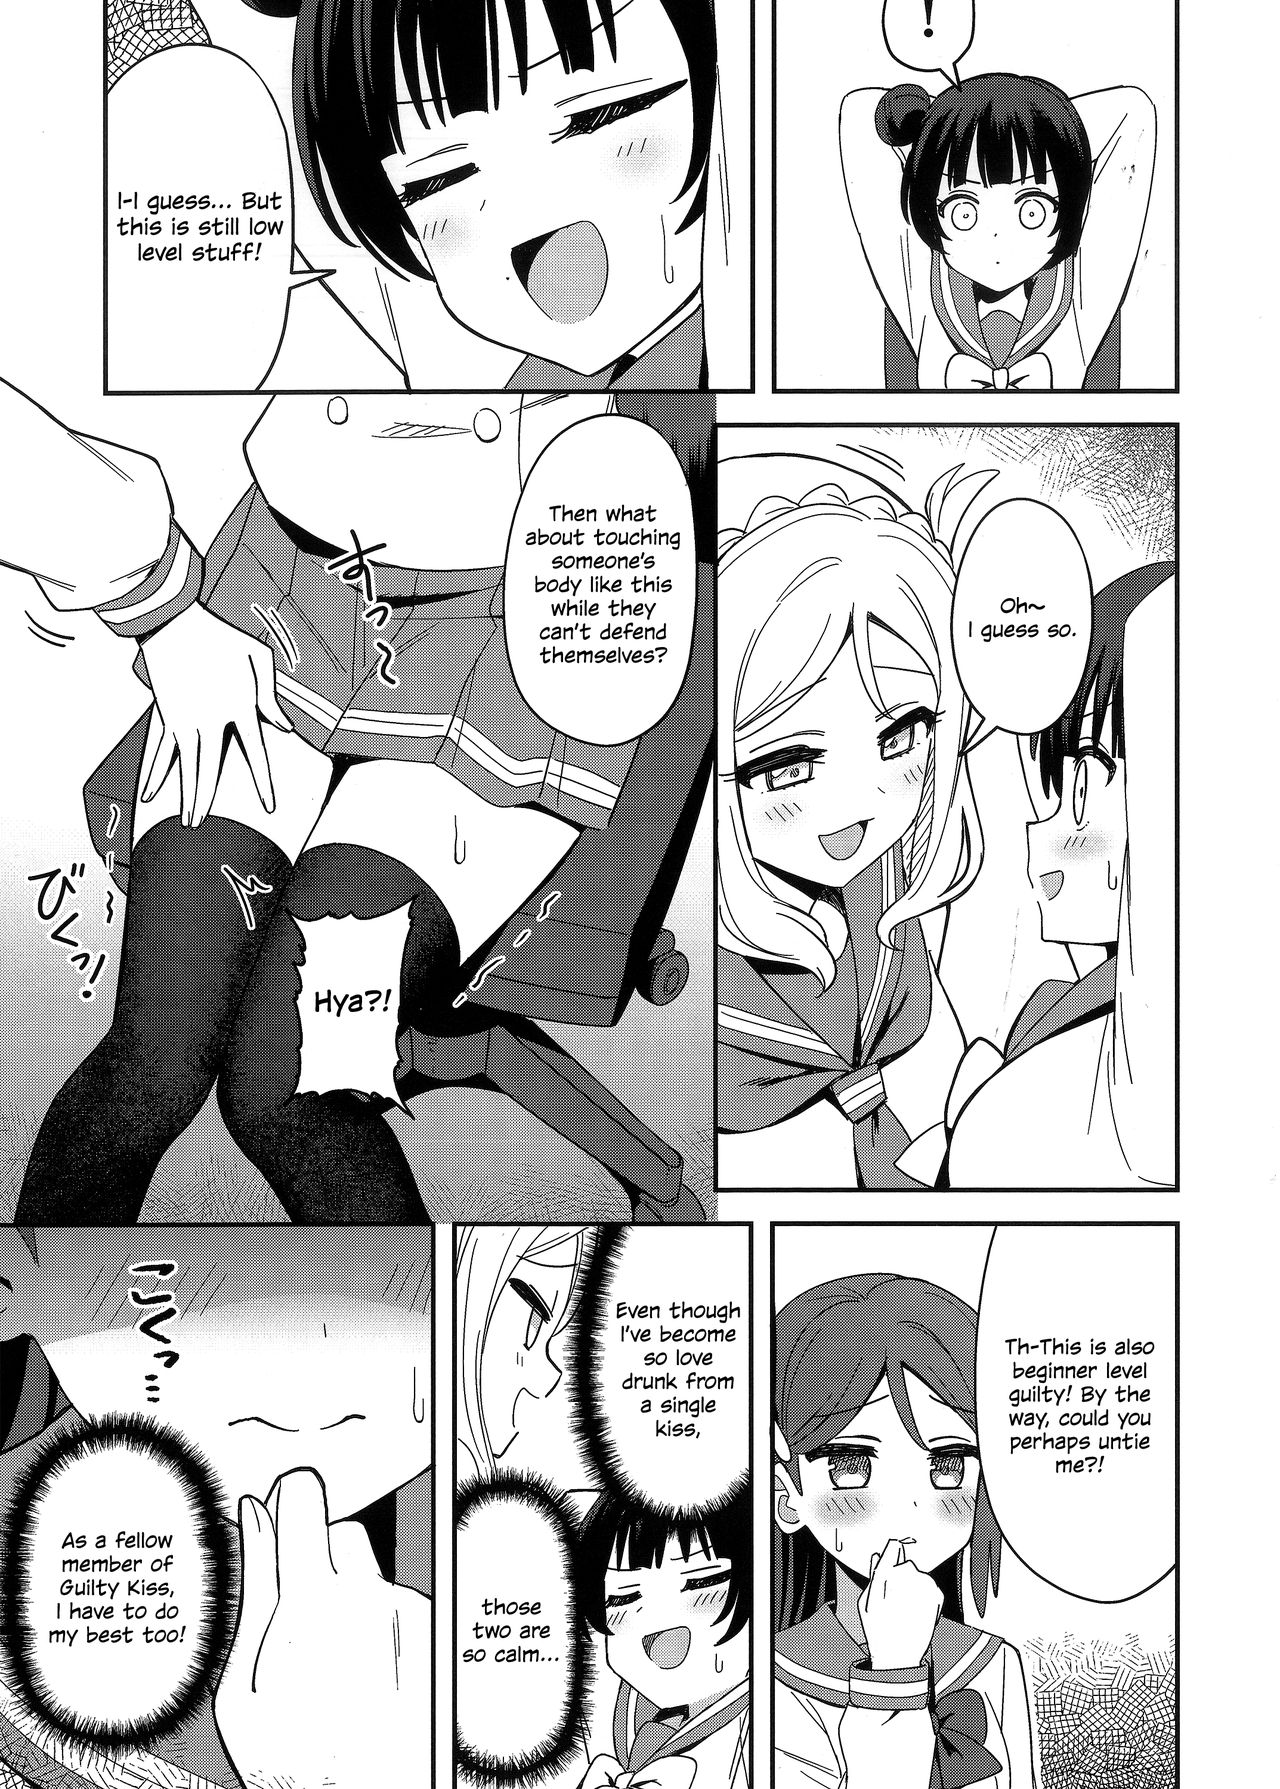 !
I-I guess... But
this is still low
level stuff!
Oh~
I guess so.
Then what
about touching
someone's
body like this
while they
can't defend
themselves?
すっ~
びくっ!
Hya?!
Th-This is also
beginner level
guilty! By the
way, could you
perhaps untie
me?!
Even though
I've become
so love
drunk from
a single
kiss,
those
two are
so calm...
こくっ…
As a fellow
member of
Guilty Kiss,
I have to do
my best too!